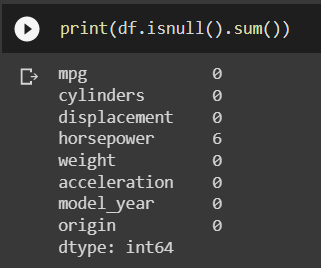 print(df.isnull().sum())
mpg 0
cylinders 0
displacement 0
horsepower 6
weight 0
acceleration 0
model_year 0
origin 0
dtype: int64